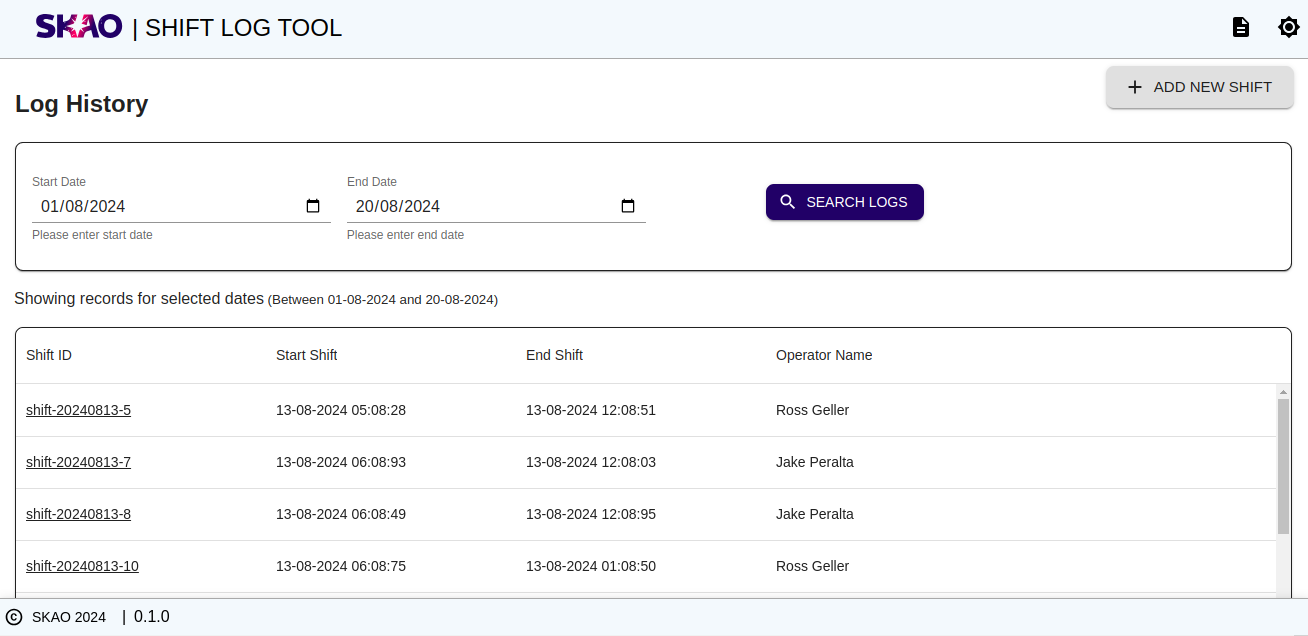 SKAO | SHIFT LOG TOOL
ADD NEW SHIFT
Log History
Start Date End Date
01/08/2024 20/08/2024 SEARCH LOGS
Please enter start date Please enter end date
Showing records for selected dates (Between 01-08-2024 and 20-08-2024)
Shift ID Start Shift End Shift Operator Name
shift-20240813-5 13-08-2024 05:08:28 13-08-2024 12:08:51 Ross Geller
shift-20240813-7 13-08-2024 06:08:93 13-08-2024 12:08:03 Jake Peralta
shift-20240813-8 13-08-2024 06:08:49 13-08-2024 12:08:95 Jake Peralta
shift-20240813-10 13-08-2024 06:08:75 13-08-2024 01:08:50 Ross Geller
© SKAO 2024 | 0.1.0